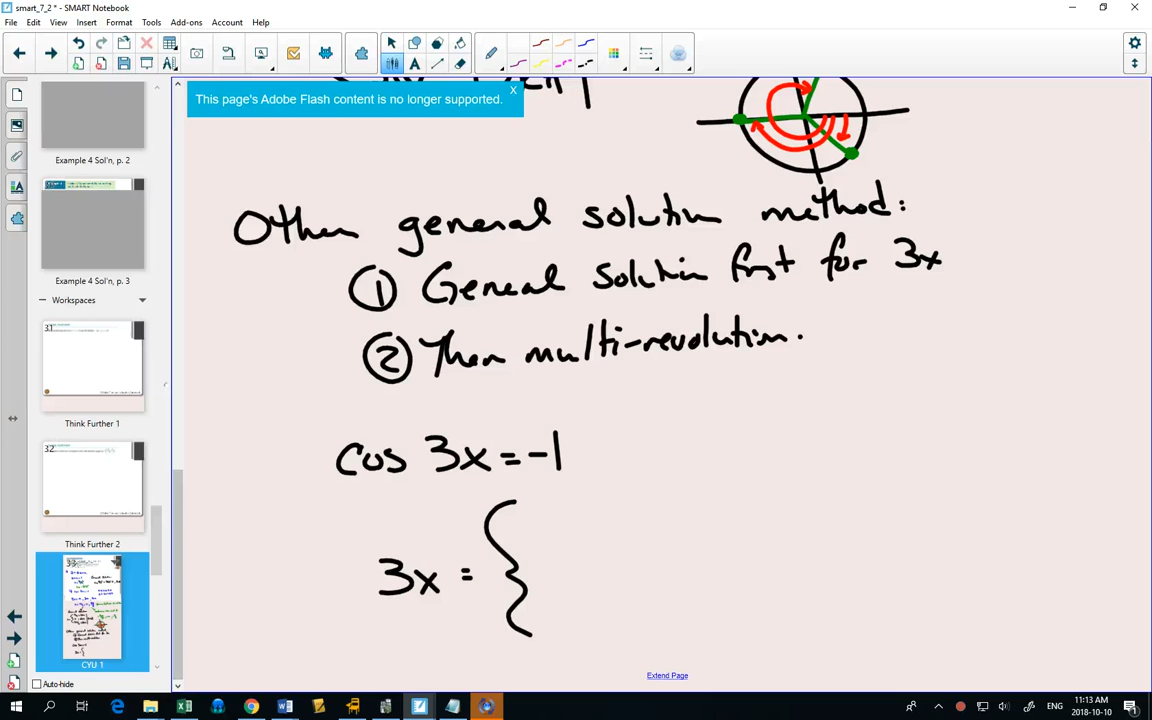 smart_7_2 * - SMART Notebook
File Edit View Insert Format Tools Add-ons Account Help
This page's Adobe Flash content is no longer supported. X
Example 4 Sol'n, p. 2
Example 4 Sol'n, p. 3
Workspaces
31
Think Further 1
32
Think Further 2
CYU 1
Auto-hide
Other general solution method:
① General solution first for 3x
② Then multi-revolution.
cos 3x = -1
3x = {
Extend Page
ENG
11:13 AM
2018-10-10
1